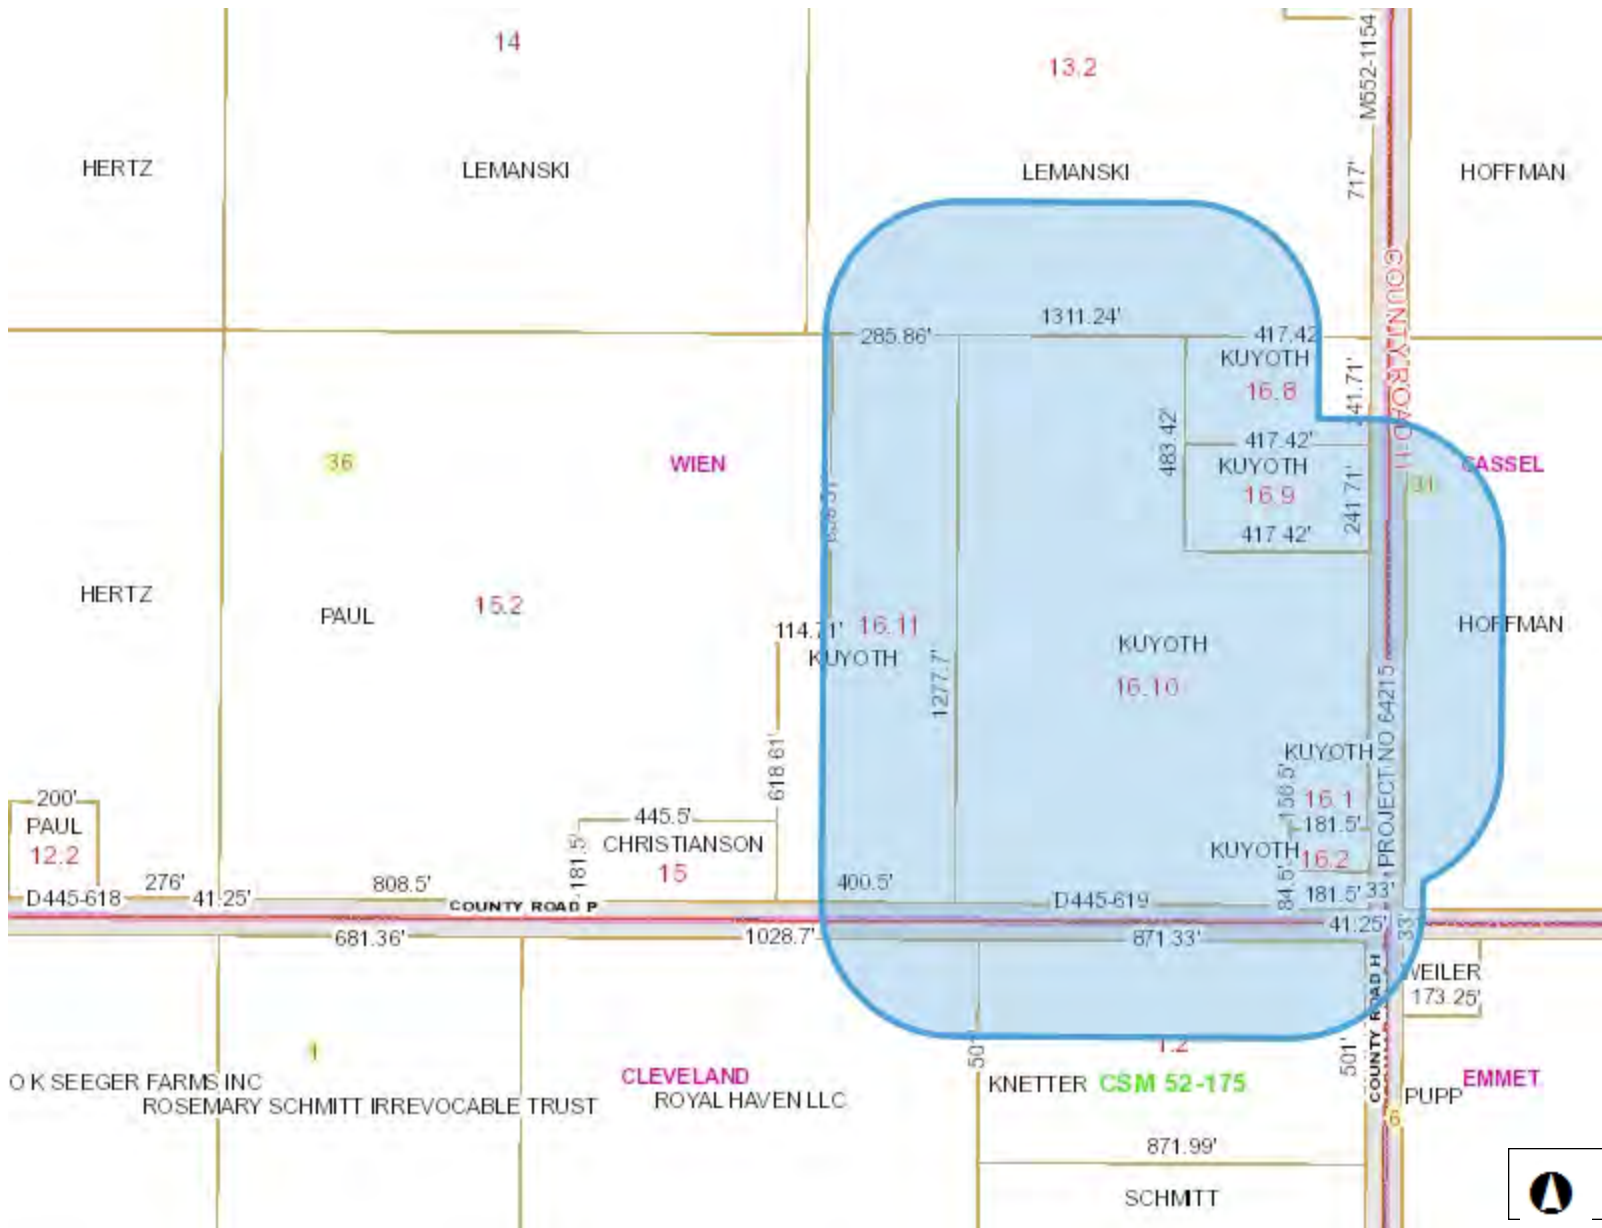 14
13.2
M552-1154
HERTZ
LEMANSKI
LEMANSKI
717'
HOFFMAN
COUNTY ROAD H
1311.24'
285.86'
417.42
KUYOTH
16.8
241.71'
483.42'
417.42'
KUYOTH
16.9
241.71'
417.42'
36
WIEN
CASSEL
31
HERTZ
PAUL
15.2
114.71'
16.11
KUYOTH
KUYOTH
16.10
HOFFMAN
1277.7'
618.61'
PROJECT NO 64215
KUYOTH
156.5'
16.1
181.5'
KUYOTH
16.2
200'
PAUL
12.2
445.5'
181.5'
CHRISTIANSON
15
276'
808.5'
400.5'
84.5'
181.5'
33'
D445-618
41.25'
COUNTY ROAD P
D445-619
41.25'
33'
681.36'
1028.7'
871.33'
WEILER
173.25'
COUNTY ROAD H
1
1.2
501'
O K SEEGER FARMS INC
CLEVELAND
KNETTER
CSM 52-175
EMMET
ROSEMARY SCHMITT IRREVOCABLE TRUST
ROYAL HAVEN LLC
PUPP
6
871.99'
SCHMITT